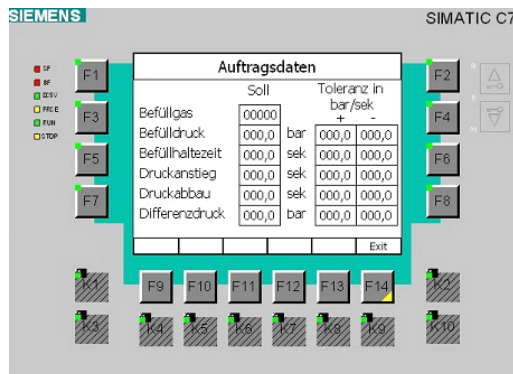 SIEMENS SIMATIC C7
Auftragsdaten
Soll Toleranz in
bar/sek
+ -
Befüllgas 00000
Befülldruck 000,0 bar 000,0 000,0
Befüllhaltezeit 000,0 sek 000,0 000,0
Druckanstieg 000,0 sek 000,0 000,0
Druckabbau 000,0 sek 000,0 000,0
Differenzdruck 000,0 bar 000,0 000,0
Exit
SF
BF
DC5V
FRCE
RUN
STOP
F1 F2
F3 F4
F5 F6
F7 F8
F9 F10 F11 F12 F13 F14
K1 K2
K3 K4 K5 K6 K7 K8 K9 K10